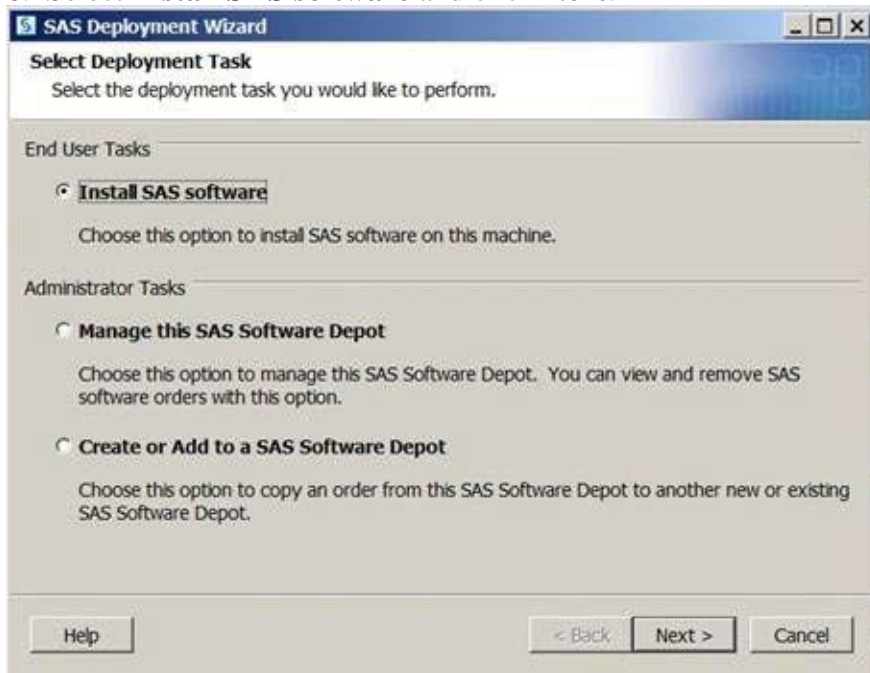 SAS Deployment Wizard
Select Deployment Task
Select the deployment task you would like to perform.
End User Tasks
Install SAS software
Choose this option to install SAS software on this machine.
Administrator Tasks
Manage this SAS Software Depot
Choose this option to manage this SAS Software Depot. You can view and remove SAS
software orders with this option.
Create or Add to a SAS Software Depot
Choose this option to copy an order from this SAS Software Depot to another new or existing
SAS Software Depot.
Help
< Back
Next >
Cancel